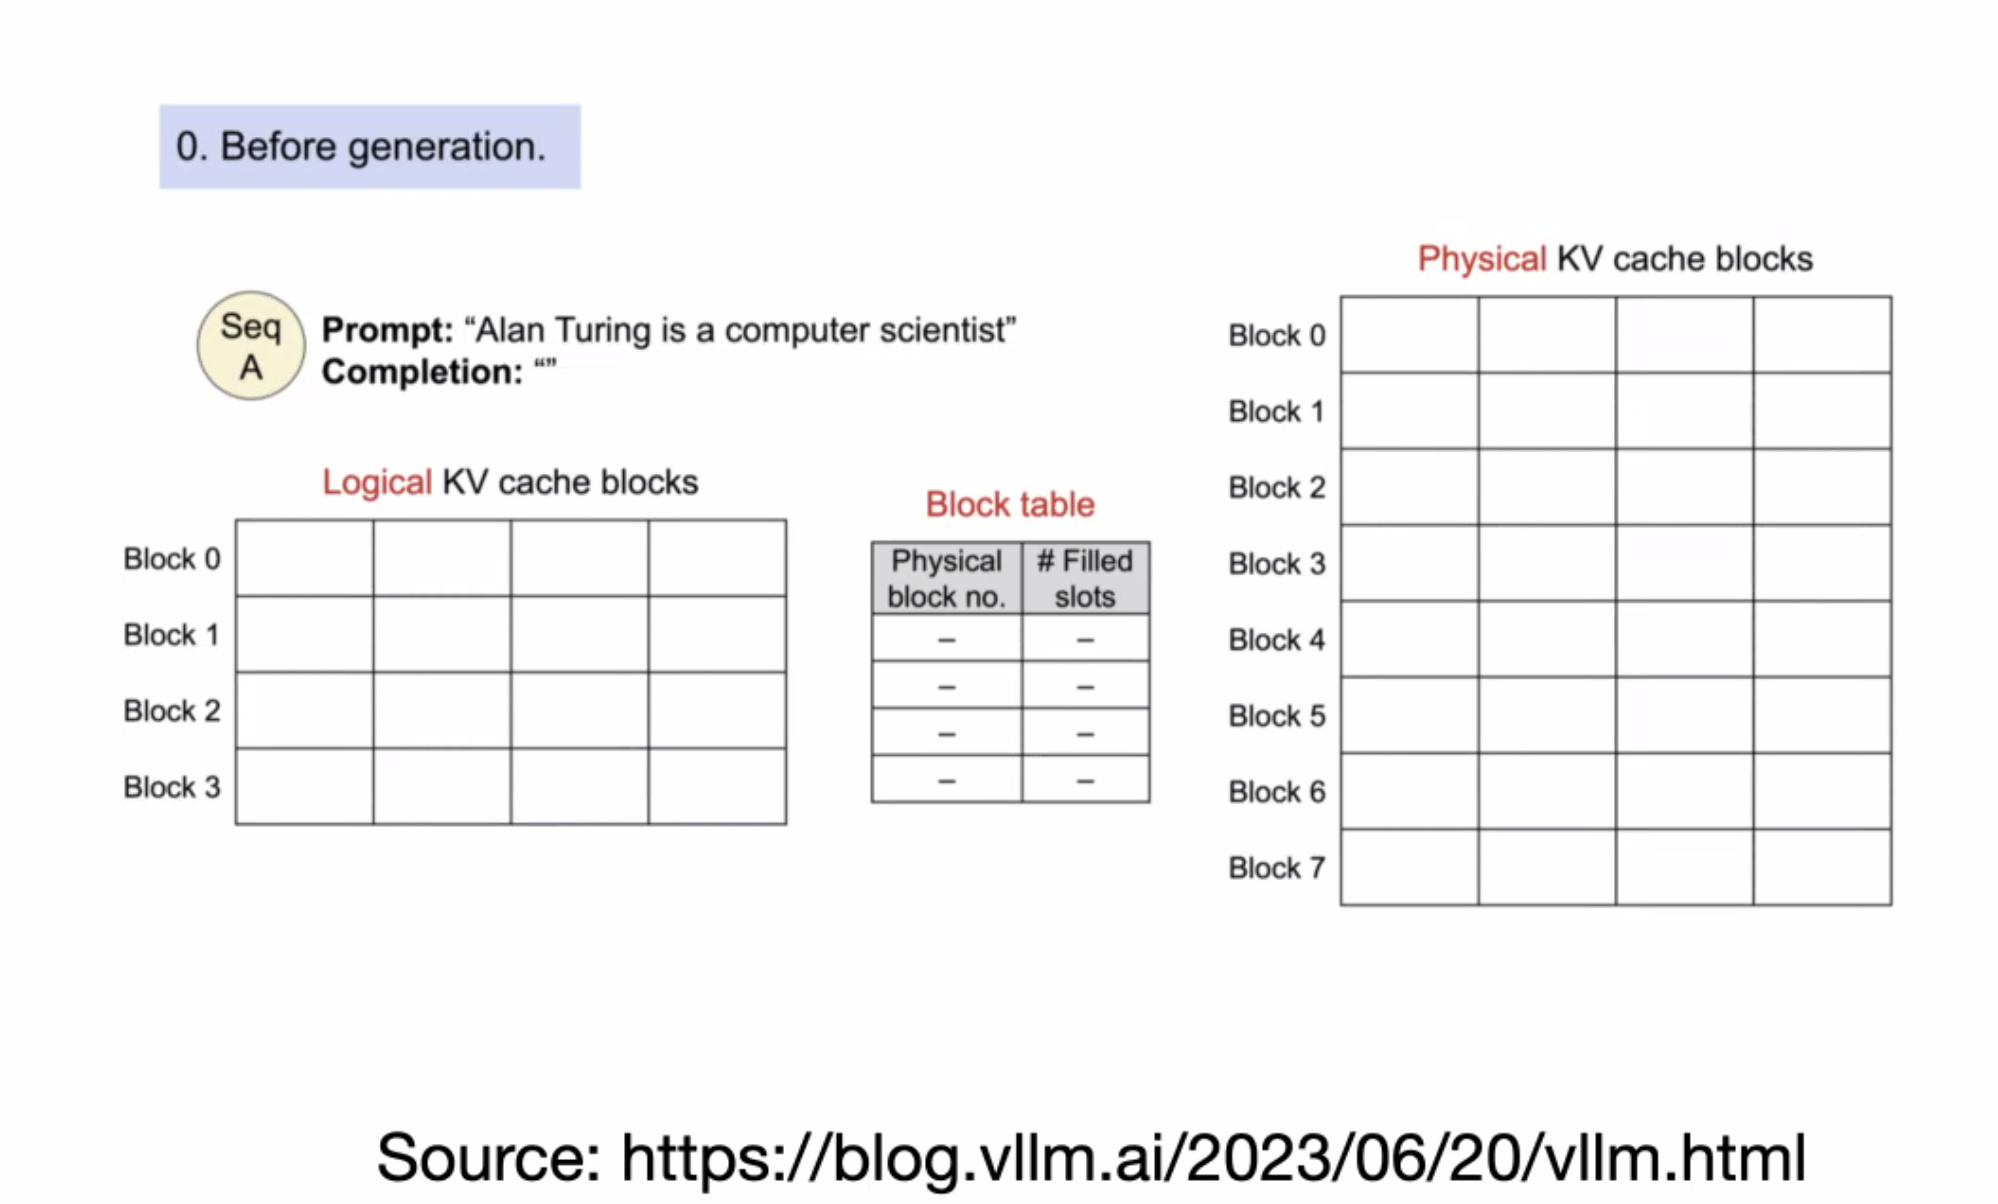 0. Before generation.
Seq
A
Prompt: “Alan Turing is a computer scientist”
Completion: “”
Logical KV cache blocks
Block 0
Block 1
Block 2
Block 3
Block table
Physical block no. # Filled slots
– –
– –
– –
– –
Physical KV cache blocks
Block 0
Block 1
Block 2
Block 3
Block 4
Block 5
Block 6
Block 7
Source: https://blog.vllm.ai/2023/06/20/vllm.html